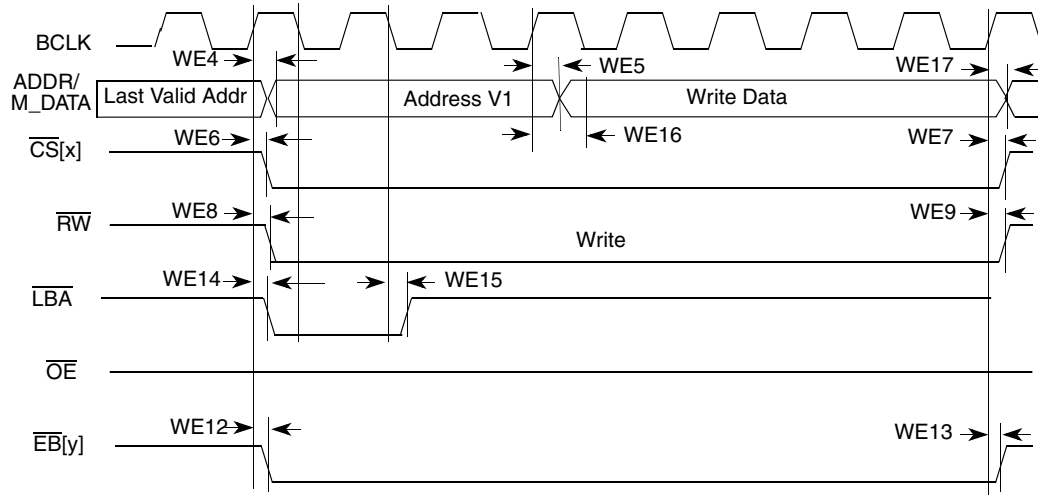 BCLK
WE4
WE5
WE17
ADDR/
M_DATA
Last Valid Addr
Address V1
Write Data
WE6
WE16
WE7
CS[x]
WE8
WE9
RW
Write
WE14
WE15
LBA
OE
WE12
WE13
EB[y]